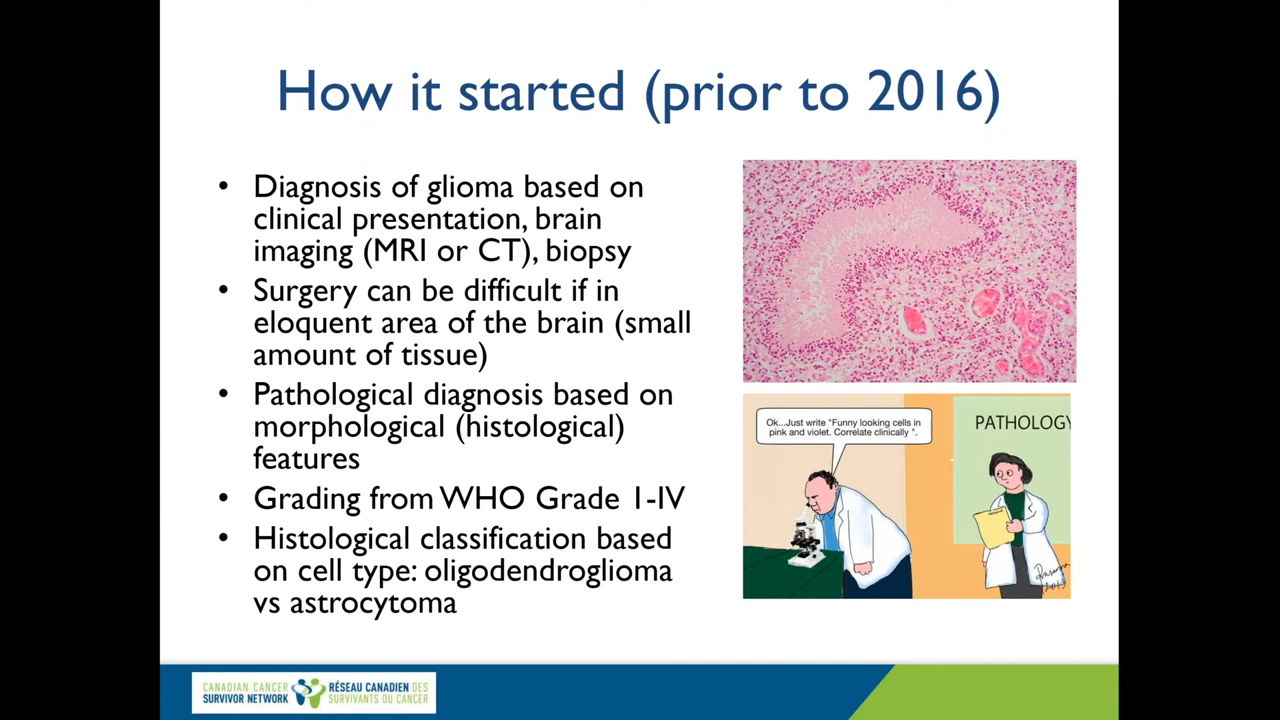 How it started (prior to 2016)
• Diagnosis of glioma based on
clinical presentation, brain
imaging (MRI or CT), biopsy
• Surgery can be difficult if in
eloquent area of the brain (small
amount of tissue)
• Pathological diagnosis based on
morphological (histological)
features
• Grading from WHO Grade 1-IV
• Histological classification based
on cell type: oligodendroglioma
vs astrocytoma
Ok...Just write "Funny looking cells in
pink and violet. Correlate clinically ".
PATHOLOGY
CANADIAN CANCER
SURVIVOR NETWORK
RÉSEAU CANADIEN DES
SURVIVANTS DU CANCER